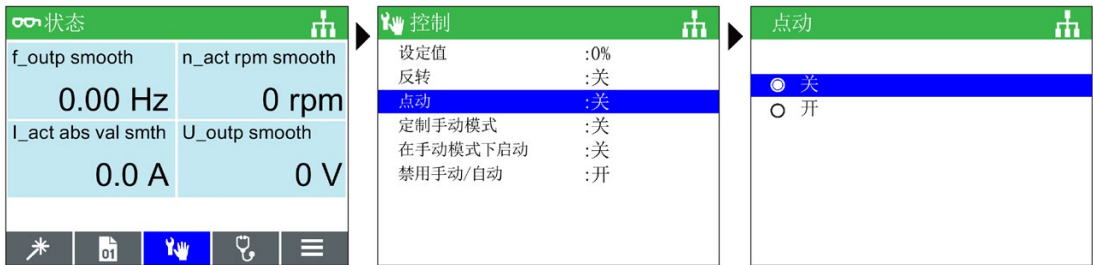 状态
f_outp smooth
n_act rpm smooth
0.00 Hz
0 rpm
I_act abs val smth
U_outp smooth
0.0 A
0 V
01
控制
设定值 :0%
反转 :关
点动 :关
定制手动模式 :关
在手动模式下启动 :关
禁用手动/自动 :开
点动
关
开